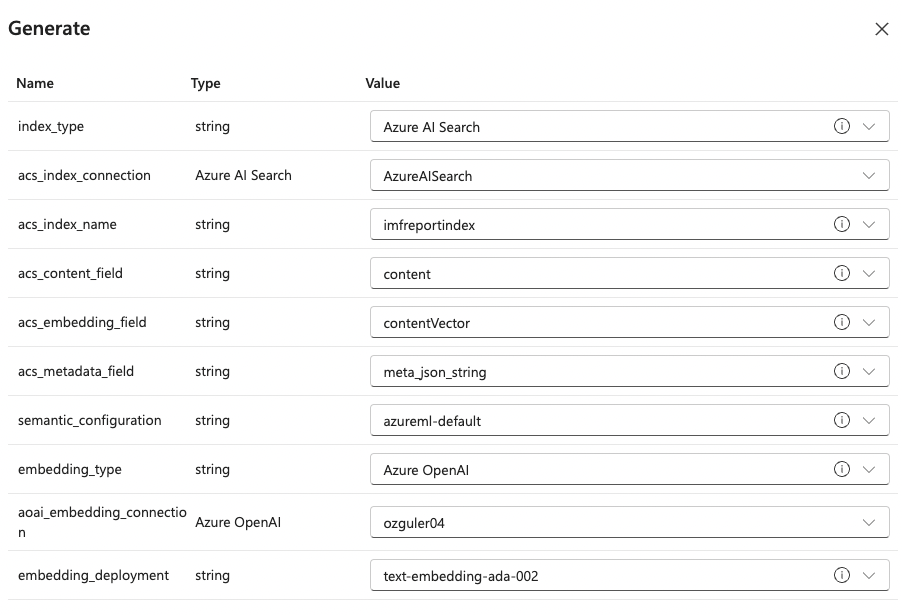 Generate
Name Type Value
index_type string Azure AI Search
acs_index_connection Azure AI Search AzureAISearch
acs_index_name string imfreportindex
acs_content_field string content
acs_embedding_field string contentVector
acs_metadata_field string meta_json_string
semantic_configuration string azureml-default
embedding_type string Azure OpenAI
aoai_embedding_connectio
n Azure OpenAI ozguler04
embedding_deployment string text-embedding-ada-002